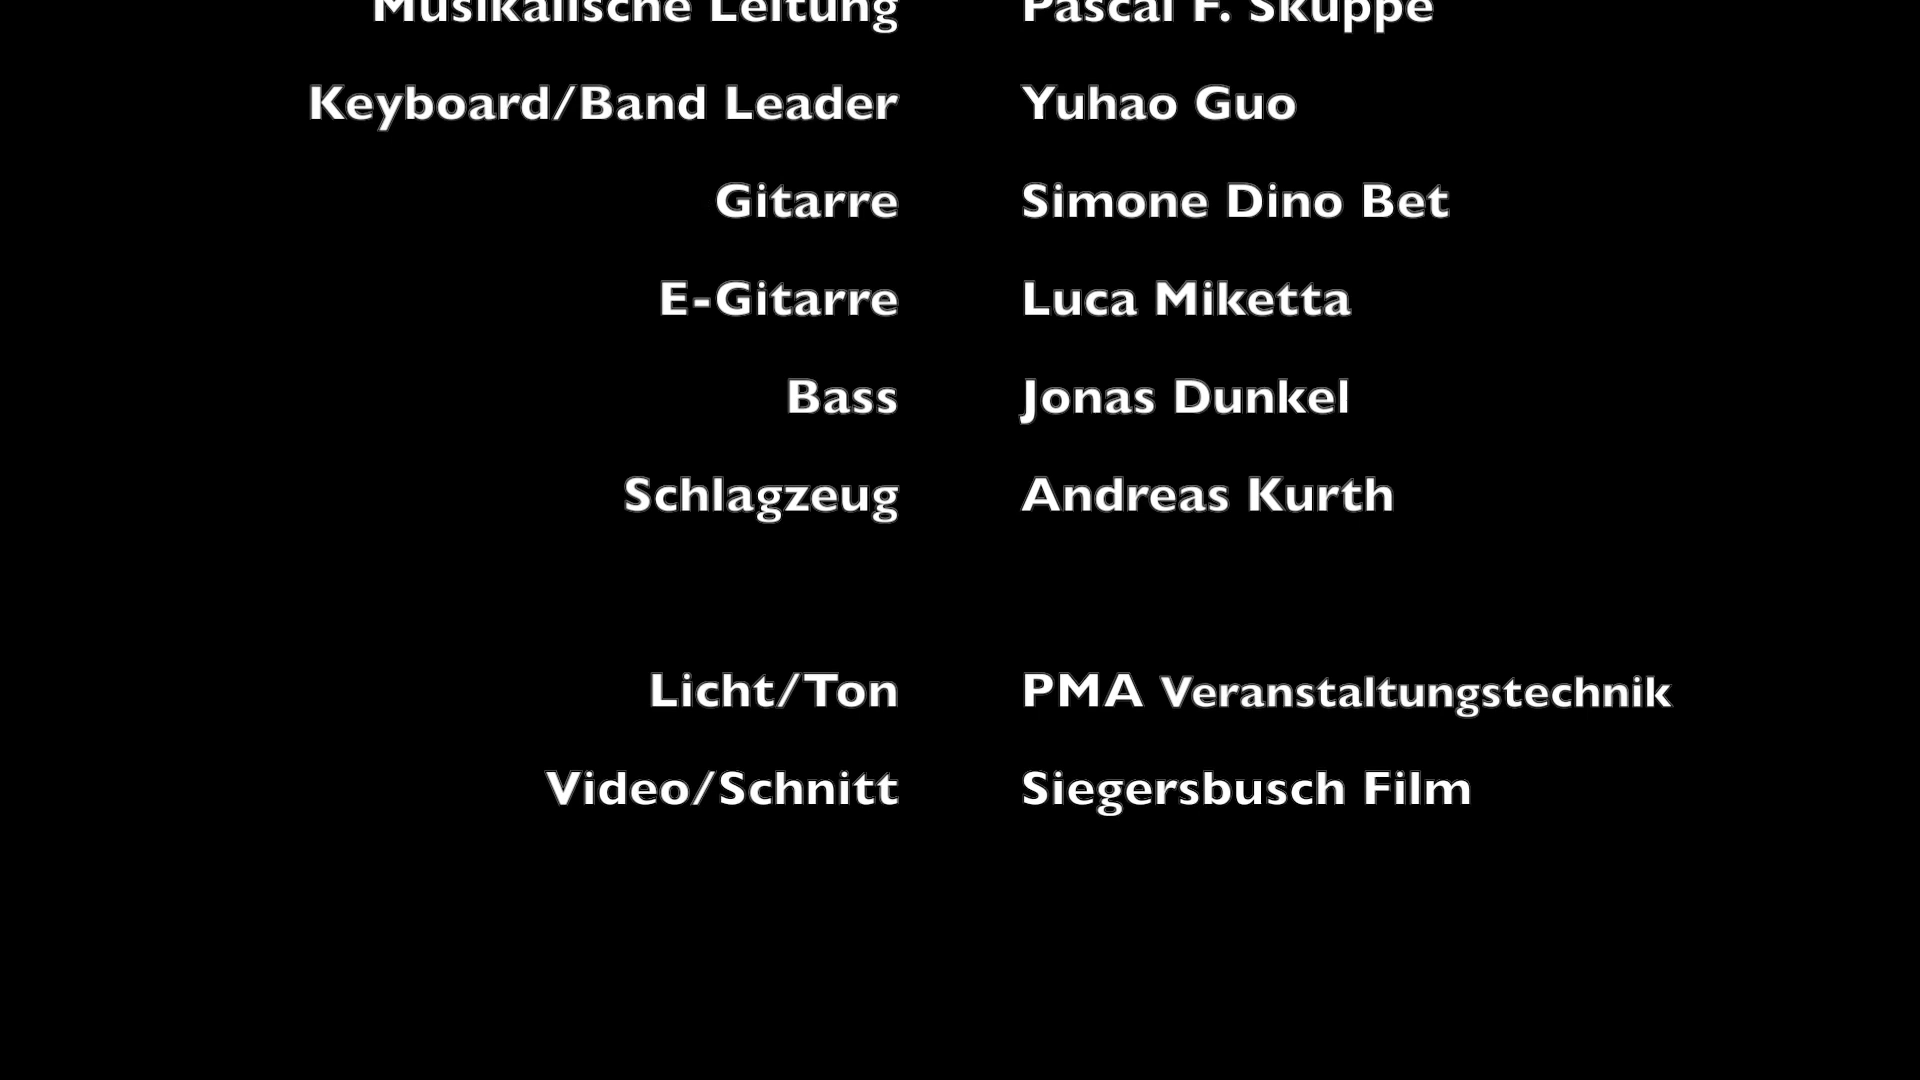 Musikalische Leitung Pascal F. Skuppe
Keyboard/Band Leader Yuhao Guo
Gitarre Simone Dino Bet
E-Gitarre Luca Miketta
Bass Jonas Dunkel
Schlagzeug Andreas Kurth
Licht/Ton PMA Veranstaltungstechnik
Video/Schnitt Siegersbusch Film